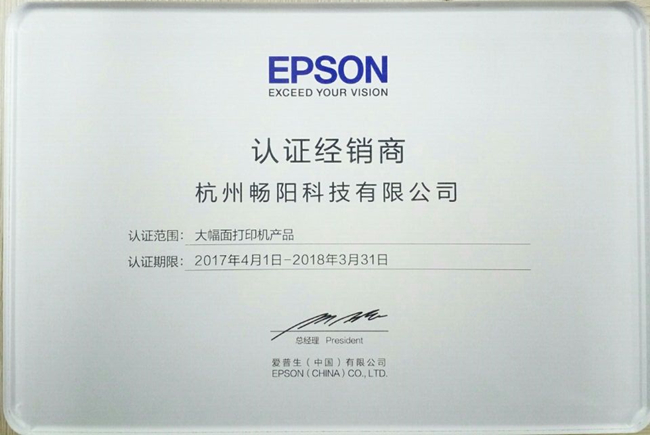 EPSON
EXCEED YOUR VISION
认证经销商
杭州畅阳科技有限公司
认证范围：大幅面打印机产品
认证期限：2017年4月1日-2018年3月31日
总经理 President
爱普生（中国）有限公司
EPSON (CHINA) CO., LTD.